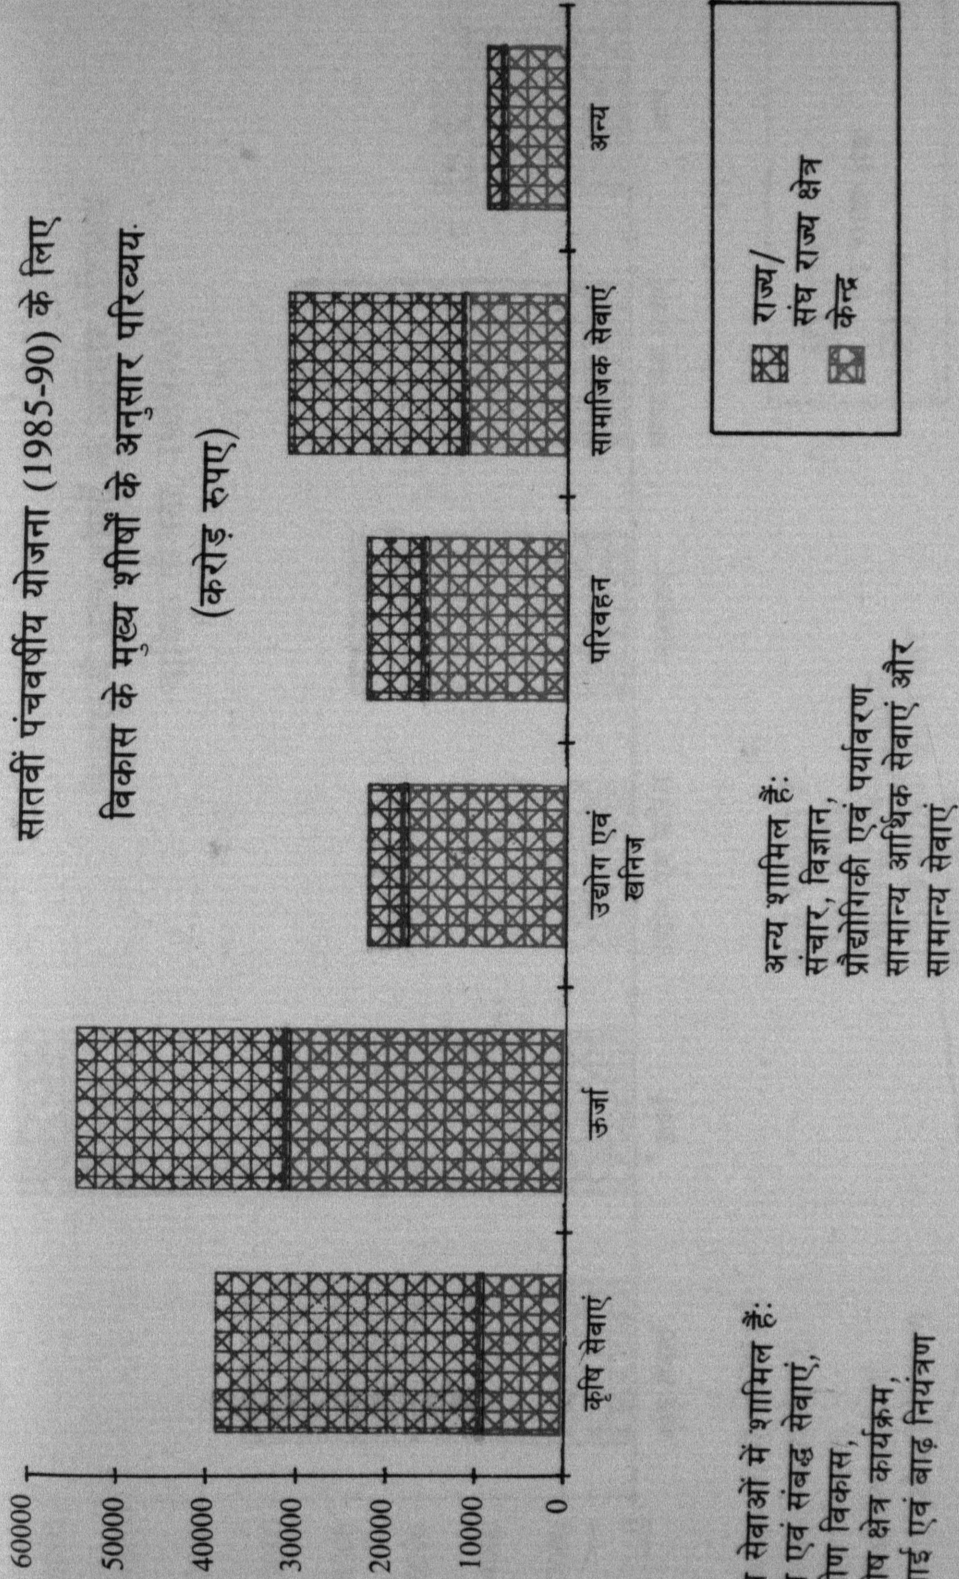 सातवीं पंचवर्षीय योजना (1985-90) के लिए
विकास के मुख्य शीर्षों के अनुसार परिव्ययः
(करोड़ रुपए)
60000
50000
40000
30000
20000
10000
0
कृषि सेवाएं
ऊर्जा
उद्योग एवं
खनिज
परिवहन
सामाजिक सेवाएं
अन्य
सेवाओं में शामिल हैं:
एवं संबद्ध सेवाएं,
विकास,
क्षेत्र कार्यक्रम,
एवं बाढ़ नियंत्रण
अन्य शामिल हैं:
संचार, विज्ञान,
प्रौद्योगिकी एवं पर्यावरण
सामान्य आर्थिक सेवाएं और
सामान्य सेवाएं
राज्य/
संघ राज्य क्षेत्र
केन्द्र